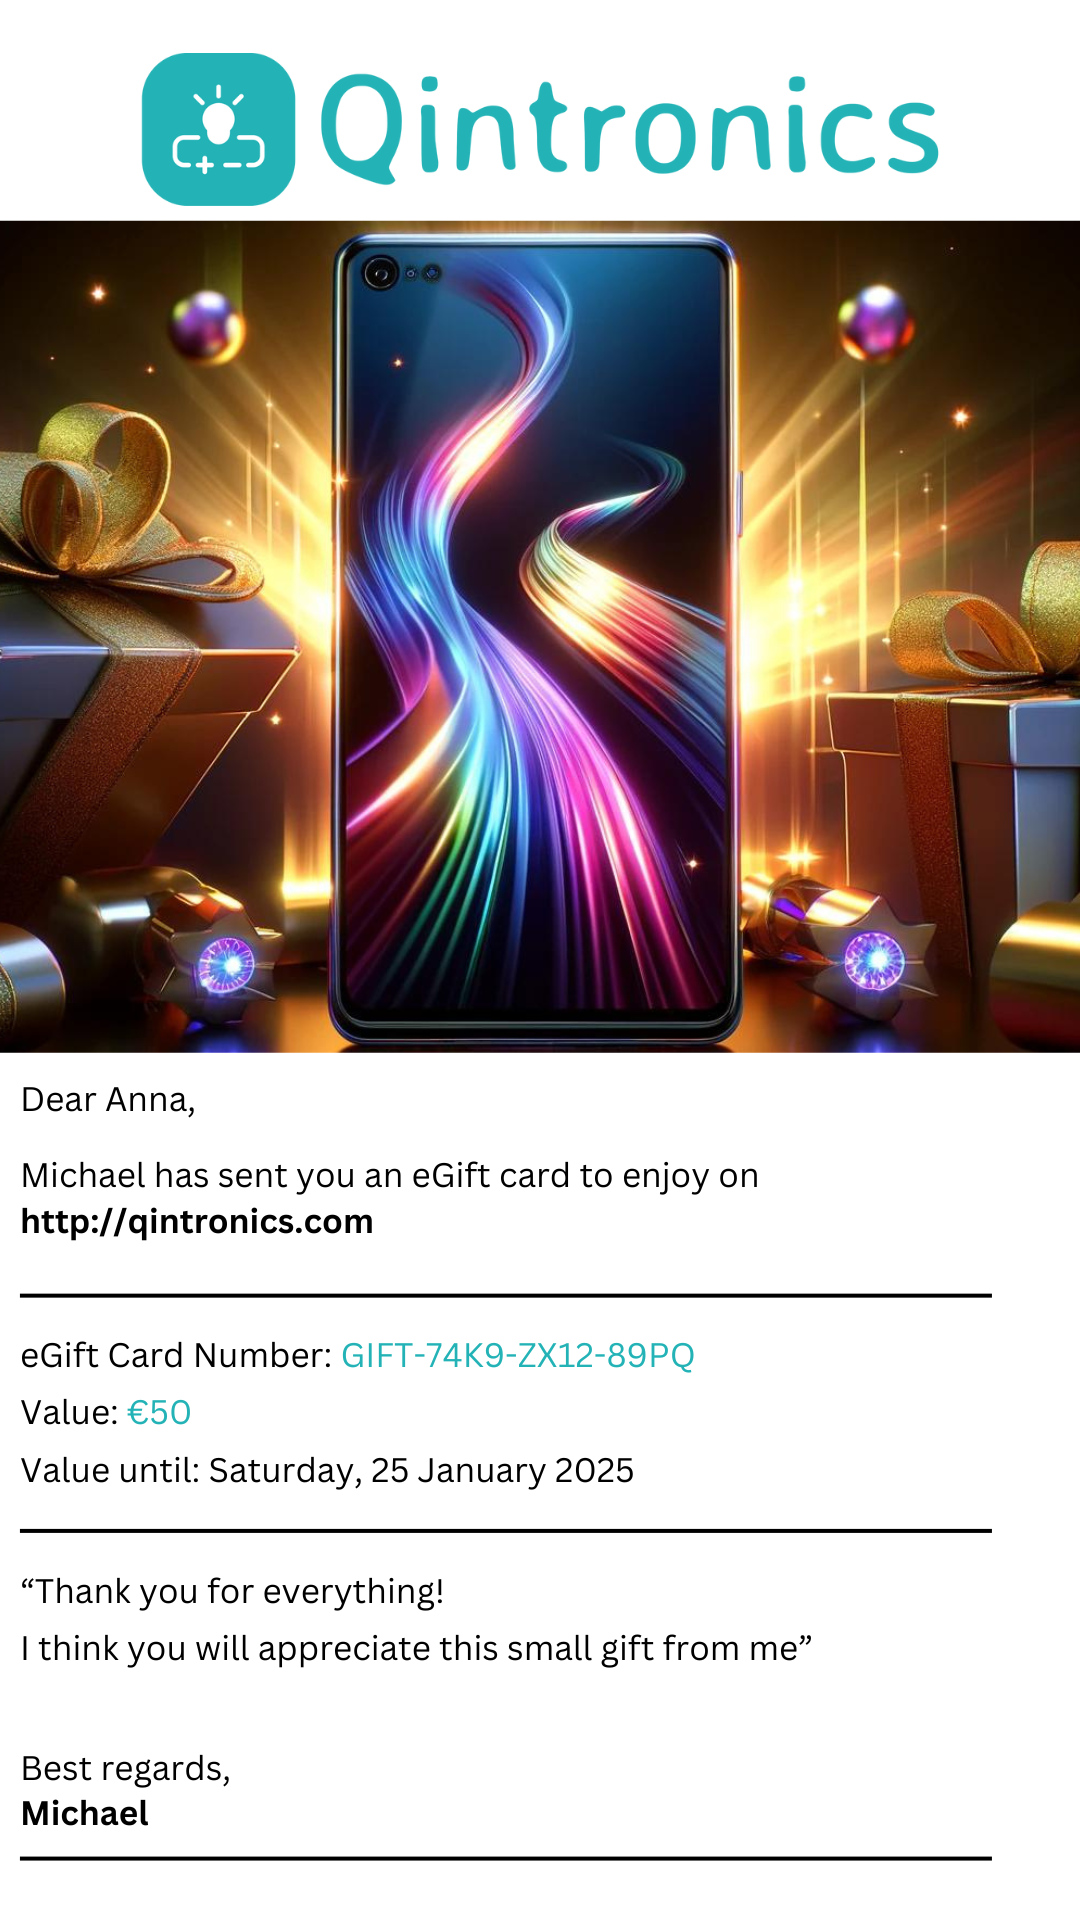 Qintronics
Dear Anna,
Michael has sent you an eGift card to enjoy on
http://qintronics.com
eGift Card Number: GIFT-74K9-ZX12-89PQ
Value: €50
Value until: Saturday, 25 January 2025
“Thank you for everything!
I think you will appreciate this small gift from me”
Best regards,
Michael